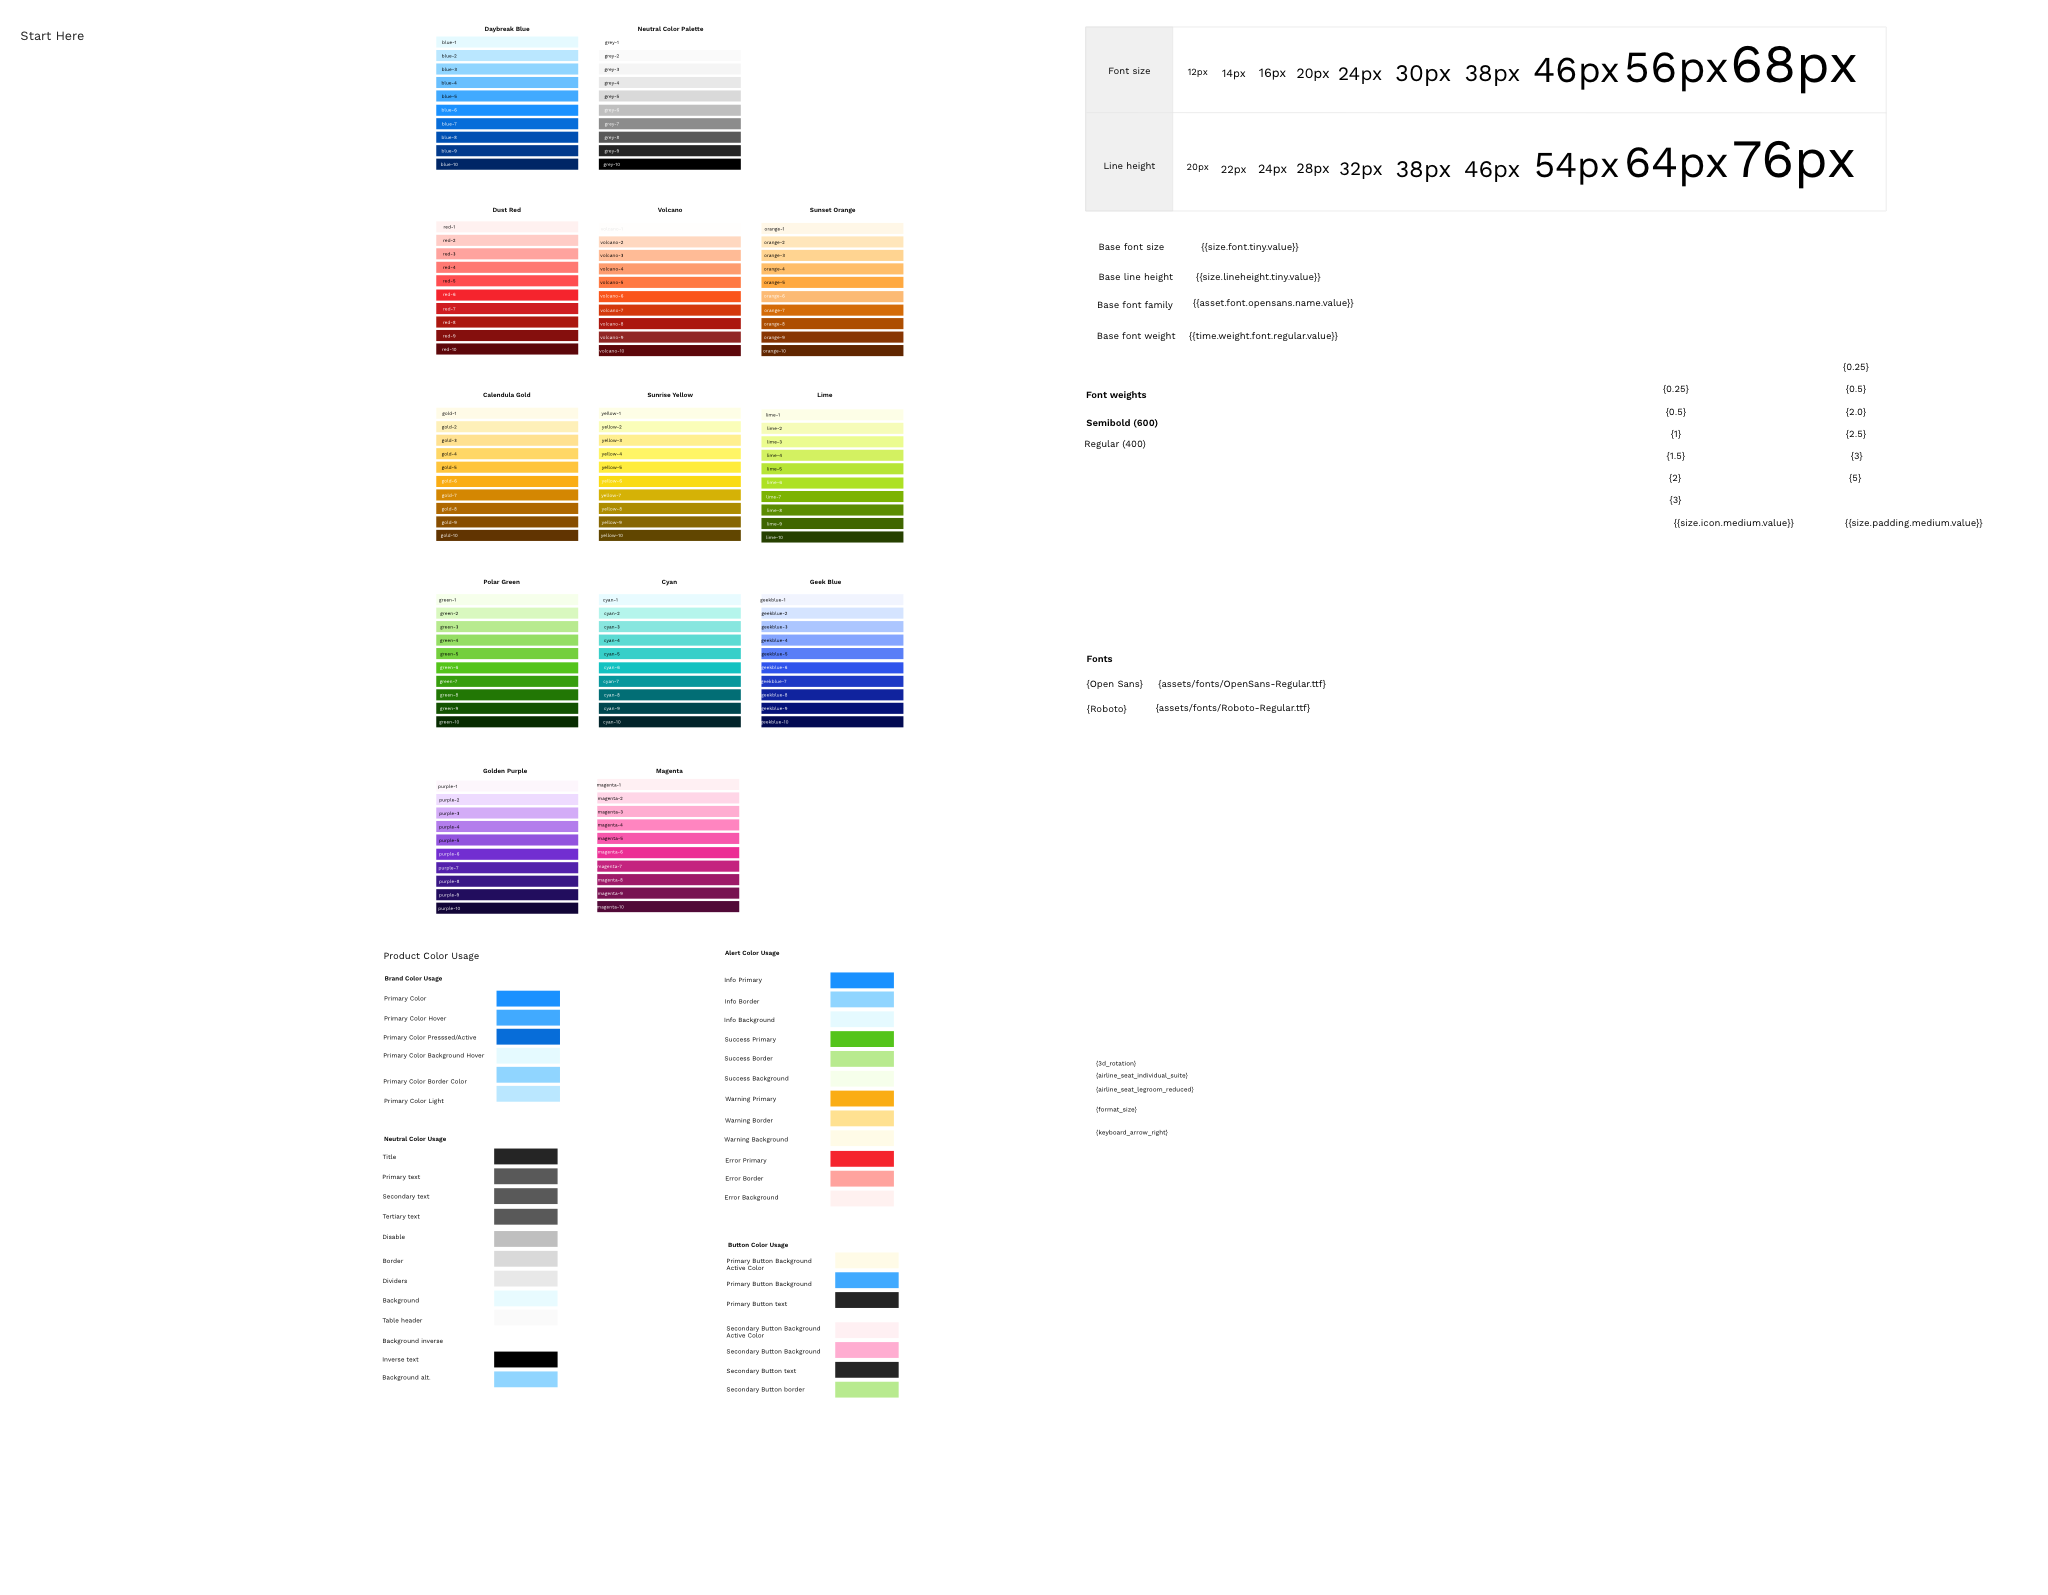 Start Here
Daybreak Blue
blue-1
blue-2
blue-3
blue-4
blue-5
blue-6
blue-7
blue-8
blue-9
blue-10
Neutral Color Palette
grey-1
grey-2
grey-3
grey-4
grey-5
grey-6
grey-7
grey-8
grey-9
grey-10
Dust Red
red-1
red-2
red-3
red-4
red-5
red-6
red-7
red-8
red-9
red-10
Volcano
volcano-2
volcano-3
volcano-4
volcano-5
volcano-6
volcano-7
volcano-8
volcano-9
volcano-10
Sunset Orange
orange-1
orange-2
orange-3
orange-4
orange-5
orange-6
orange-7
orange-8
orange-9
orange-10
Calendula Gold
gold-1
gold-2
gold-3
gold-4
gold-5
gold-6
gold-7
gold-8
gold-9
gold-10
Sunrise Yellow
yellow-1
yellow-2
yellow-3
yellow-4
yellow-5
yellow-6
yellow-7
yellow-8
yellow-9
yellow-10
Lime
lime-1
lime-2
lime-3
lime-4
lime-5
lime-6
lime-7
lime-8
lime-9
lime-10
Polar Green
green-1
green-2
green-3
green-4
green-5
green-6
green-7
green-8
green-9
green-10
Cyan
cyan-1
cyan-2
cyan-3
cyan-4
cyan-5
cyan-6
cyan-7
cyan-8
cyan-9
cyan-10
Geek Blue
geekblue-1
geekblue-2
geekblue-3
geekblue-4
geekblue-5
geekblue-6
geekblue-7
geekblue-8
geekblue-9
geekblue-10
Golden Purple
purple-1
purple-2
purple-3
purple-4
purple-5
purple-6
purple-7
purple-8
purple-9
purple-10
Magenta
magenta-1
magenta-2
magenta-3
magenta-4
magenta-5
magenta-6
magenta-7
magenta-8
magenta-9
magenta-10
Product Color Usage
Brand Color Usage
Primary Color
Primary Color Hover
Primary Color Presssed/Active
Primary Color Background Hover
Primary Color Border Color
Primary Color Light
Neutral Color Usage
Title
Primary text
Secondary text
Tertiary text
Disable
Border
Dividers
Background
Table header
Background inverse
Inverse text
Background alt.
Alert Color Usage
Info Primary
Info Border
Info Background
Success Primary
Success Border
Success Background
Warning Primary
Warning Border
Warning Background
Error Primary
Error Border
Error Background
Button Color Usage
Primary Button Background
Active Color
Primary Button Background
Primary Button text
Secondary Button Background
Active Color
Secondary Button Background
Secondary Button text
Secondary Button border
Font size 12px 14px 16px 20px 24px 30px 38px 46px 56px 68px
Line height 20px 22px 24px 28px 32px 38px 46px 54px 64px 76px
Base font size {{size.font.tiny.value}}
Base line height {{size.lineheight.tiny.value}}
Base font family {{asset.font.opensans.name.value}}
Base font weight {{time.weight.font.regular.value}}
Font weights
Semibold (600)
Regular (400)
{0.25}
{0.5}
{1}
{1.5}
{2}
{3}
{{size.icon.medium.value}}
{0.25}
{0.5}
{2.0}
{2.5}
{3}
{5}
{{size.padding.medium.value}}
Fonts
{Open Sans} {assets/fonts/OpenSans-Regular.ttf}
{Roboto} {assets/fonts/Roboto-Regular.ttf}
{3d_rotation}
{airline_seat_individual_suite}
{airline_seat_legroom_reduced}
{format_size}
{keyboard_arrow_right}